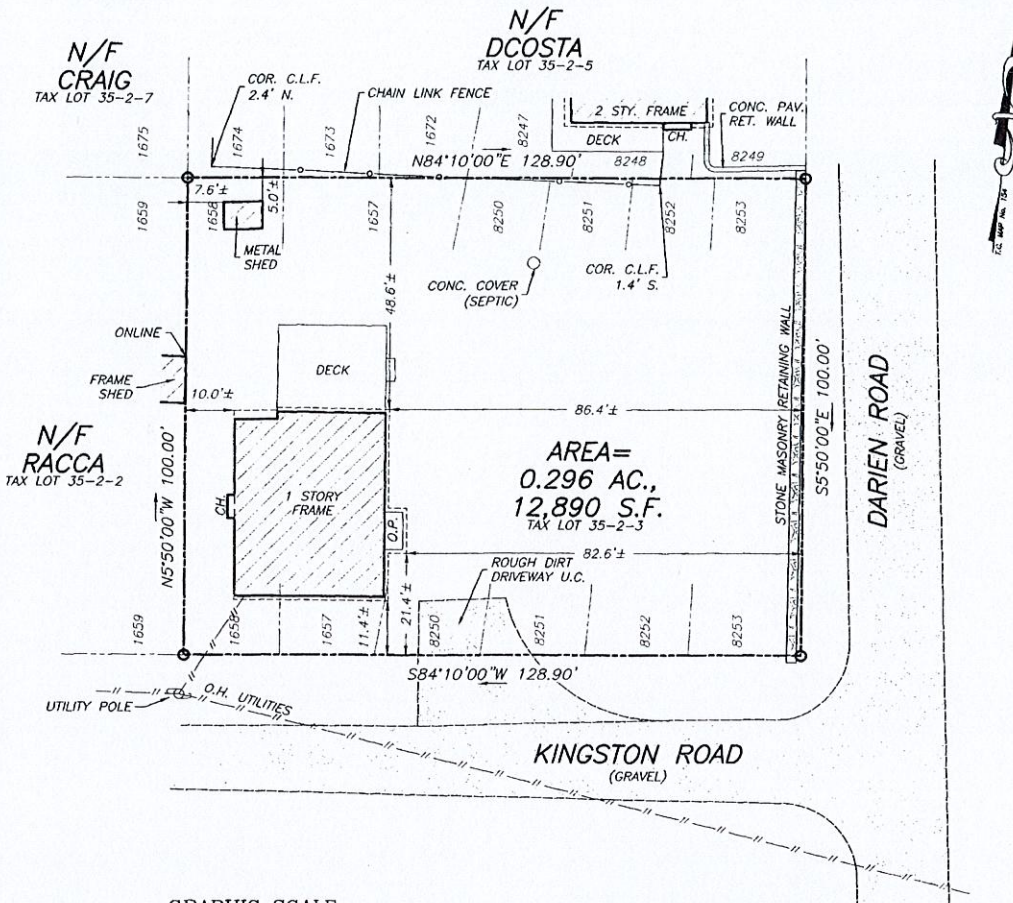 N/F
DCOSTA
TAX LOT 35-2-5
N/F
CRAIG
TAX LOT 35-2-7
COR. C.L.F.
2.4' N.
CHAIN LINK FENCE
2 STY. FRAME
CONC. PAV.
RET. WALL
DECK
CH.
1675
1674
1673
1672
8247
8248
8249
N84°10'00"E 128.90'
7.6'±
5.0'±
1659
1658
1657
8250
8251
8252
8253
METAL
SHED
CONC. COVER
(SEPTIC)
COR. C.L.F.
1.4' S.
48.6'±
ONLINE
FRAME
SHED
DECK
10.0'±
86.4'±
STONE MASONRY RETAINING WALL
S5°50'00"E 100.00'
DARIEN ROAD
(GRAVEL)
N/F
RACCA
TAX LOT 35-2-2
N5°50'00"W 100.00'
CH.
1 STORY
FRAME
O.P.
AREA=
0.296 AC.,
12,890 S.F.
TAX LOT 35-2-3
82.6'±
ROUGH DIRT
DRIVEWAY U.C.
11.4'±
21.4'±
1659
1658
1657
8250
8251
8252
8253
S84°10'00"W 128.90'
UTILITY POLE
O.H. UTILITIES
KINGSTON ROAD
(GRAVEL)
GRAPHIC SCALE